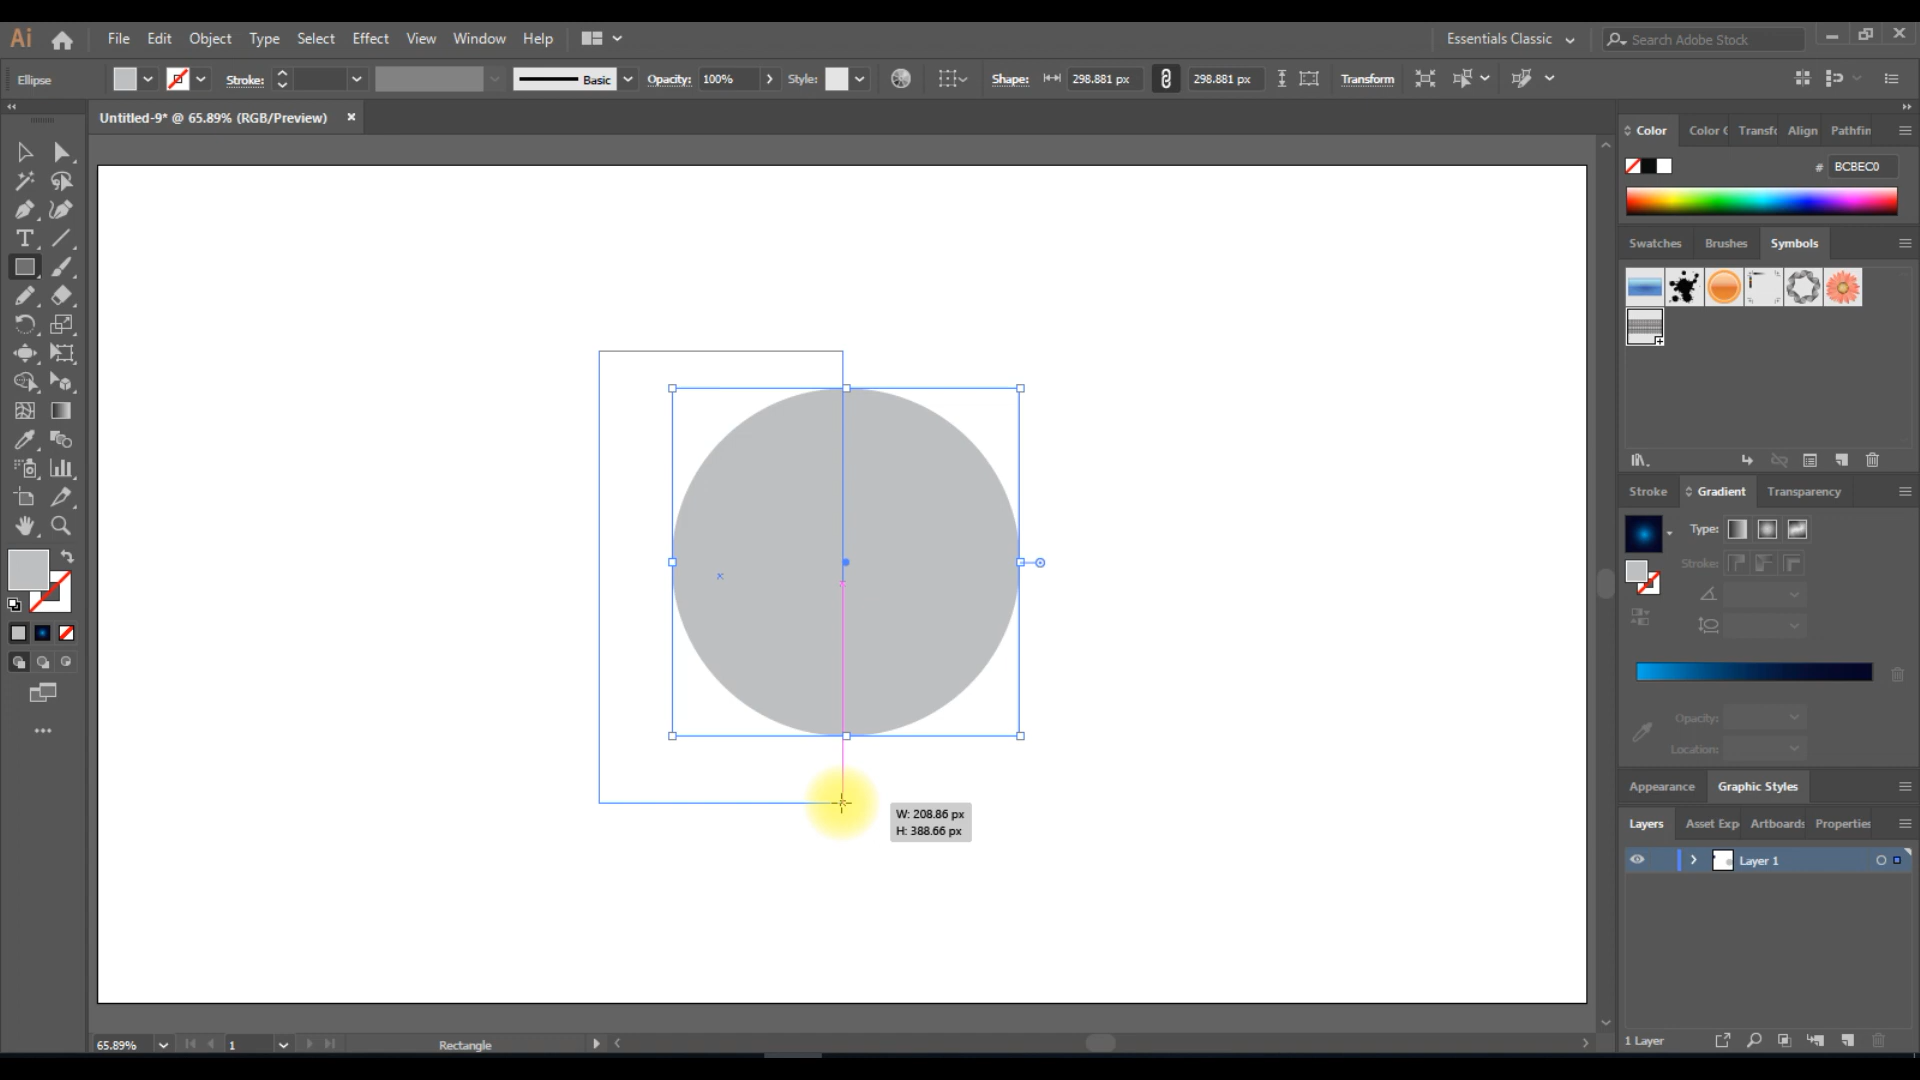 Ai File Edit Object Type Select Effect View Window Help Essentials Classic Search Adobe Stock
Ellipse Stroke: Basic Opacity: 100% Style: Shape: 298.881 px 298.881 px Transform
Untitled-9* @ 65.89% (RGB/Preview)
Color Color Transfo Align Pathfin
# BCBEC0
Swatches Brushes Symbols
Stroke Gradient Transparency
Type:
Stroke:
Opacity:
Location:
Appearance Graphic Styles
W: 208.86 px
H: 388.66 px
Layers Asset Exp Artboards Properties
Layer 1
65.89% 1 Rectangle 1 Layer